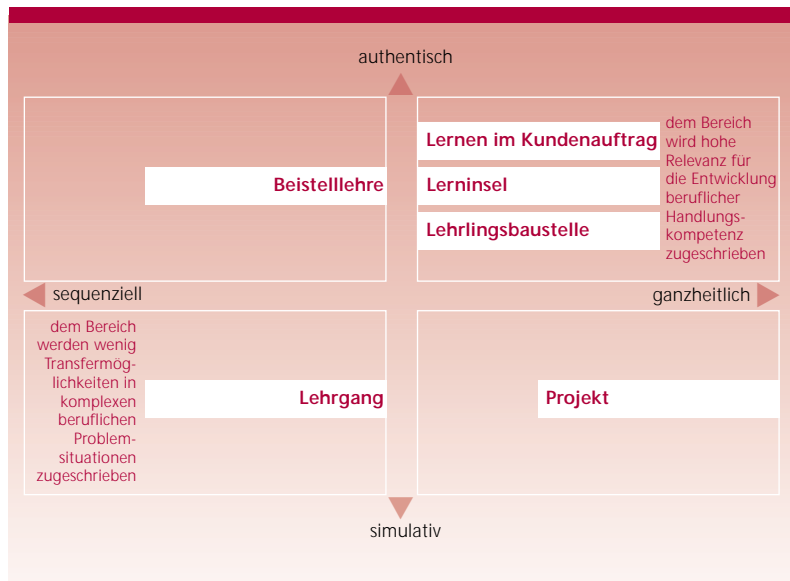 authentisch
Beistelllehre
Lernen im Kundenauftrag
Lerninsel
Lehrlingsbaustelle
dem Bereich
wird hohe
Relevanz für
die Entwicklung
beruflicher
Handlungs-
kompetenz
zugeschrieben
sequenziell
ganzheitlich
dem Bereich
werden wenig
Transfermög-
lichkeiten in
komplexen
beruflichen
Problem-
situationen
zugeschrieben
Lehrgang
Projekt
simulativ